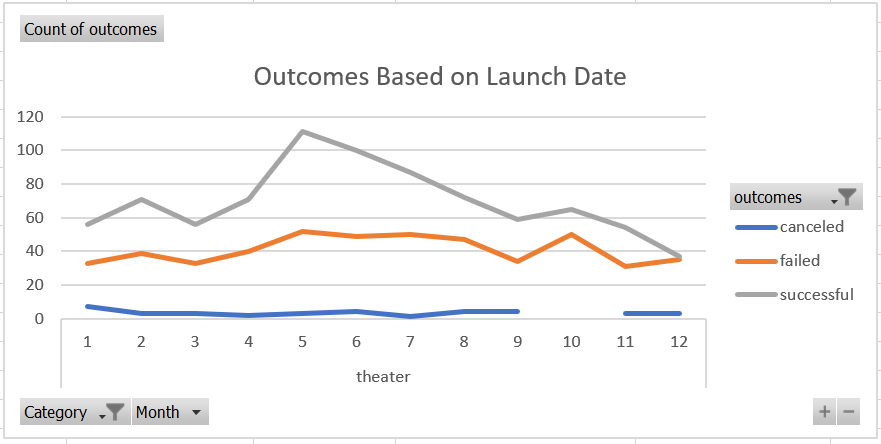 Count of outcomes
Outcomes Based on Launch Date
120
100
80
60
40
20
0
1 2 3 4 5 6 7 8 9 10 11 12
theater
outcomes
canceled
failed
successful
Category Month
+ −